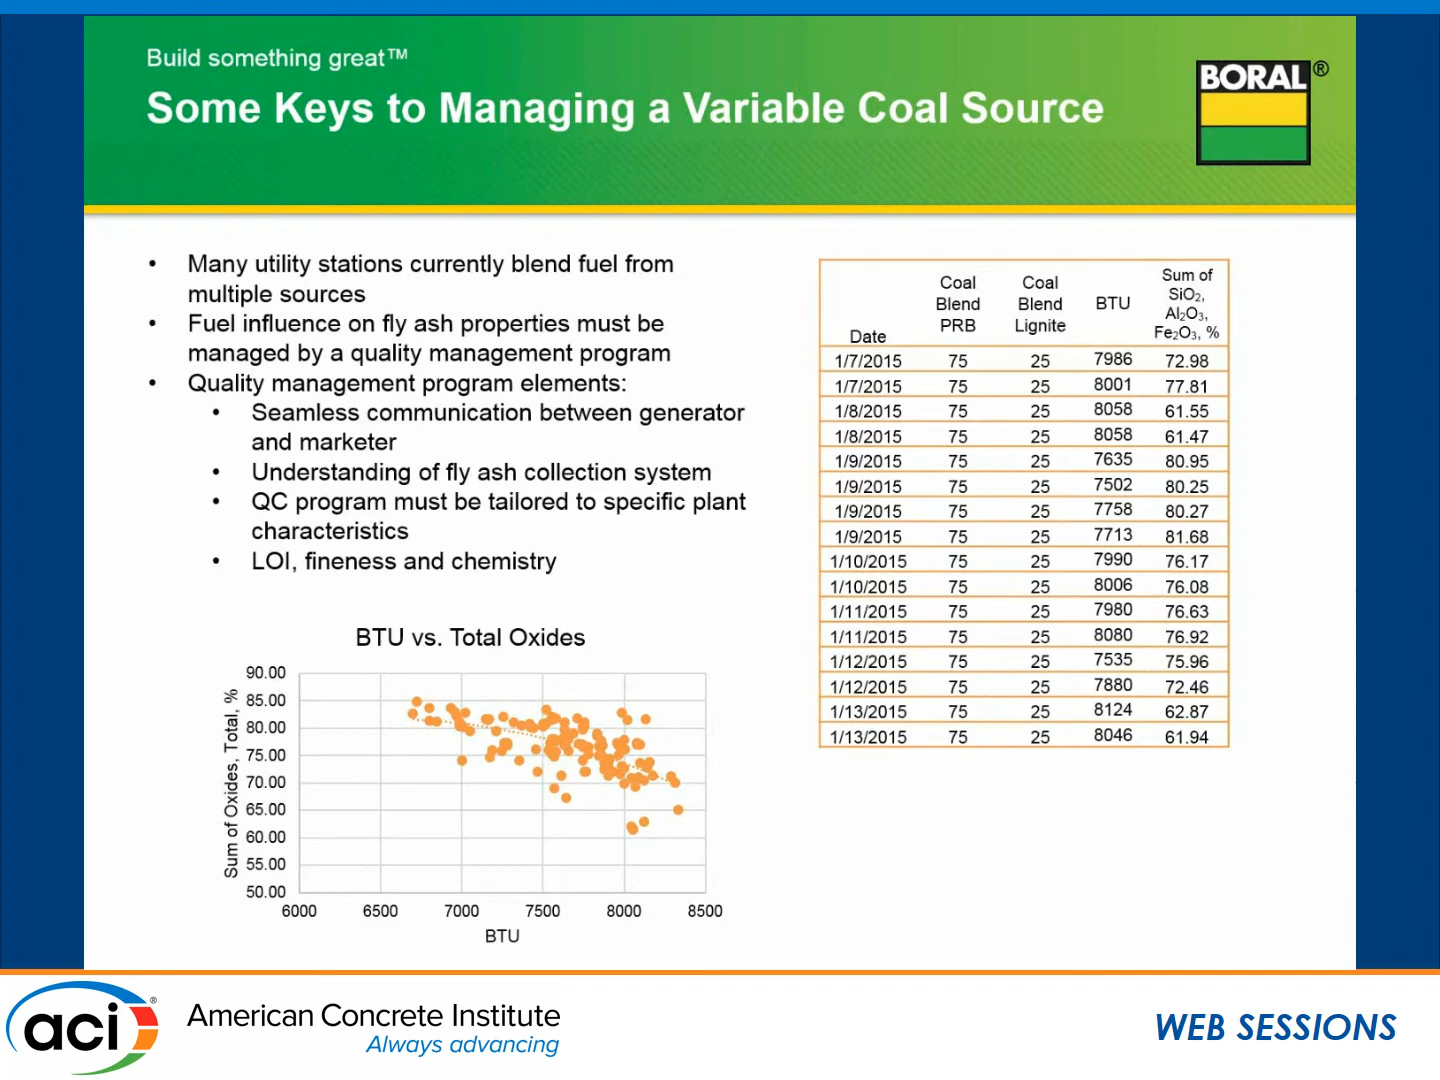 Build something great™
Some Keys to Managing a Variable Coal Source
BORAL®
• Many utility stations currently blend fuel from
multiple sources
• Fuel influence on fly ash properties must be
managed by a quality management program
• Quality management program elements:
• Seamless communication between generator
and marketer
• Understanding of fly ash collection system
• QC program must be tailored to specific plant
characteristics
• LOI, fineness and chemistry
Date Coal Blend PRB Coal Blend Lignite BTU Sum of SiO₂, Al₂O₃, Fe₂O₃, %
1/7/2015 75 25 7986 72.98
1/7/2015 75 25 8001 77.81
1/8/2015 75 25 8058 61.55
1/8/2015 75 25 8058 61.47
1/9/2015 75 25 7635 80.95
1/9/2015 75 25 7502 80.25
1/9/2015 75 25 7758 80.27
1/9/2015 75 25 7713 81.68
1/10/2015 75 25 7990 76.17
1/10/2015 75 25 8006 76.08
1/11/2015 75 25 7980 76.63
1/11/2015 75 25 8080 76.92
1/12/2015 75 25 7535 75.96
1/12/2015 75 25 7880 72.46
1/13/2015 75 25 8124 62.87
1/13/2015 75 25 8046 61.94
BTU vs. Total Oxides
Sum of Oxides, Total, %
90.00
85.00
80.00
75.00
70.00
65.00
60.00
55.00
50.00
6000 6500 7000 7500 8000 8500
BTU
aci®
American Concrete Institute
Always advancing
WEB SESSIONS